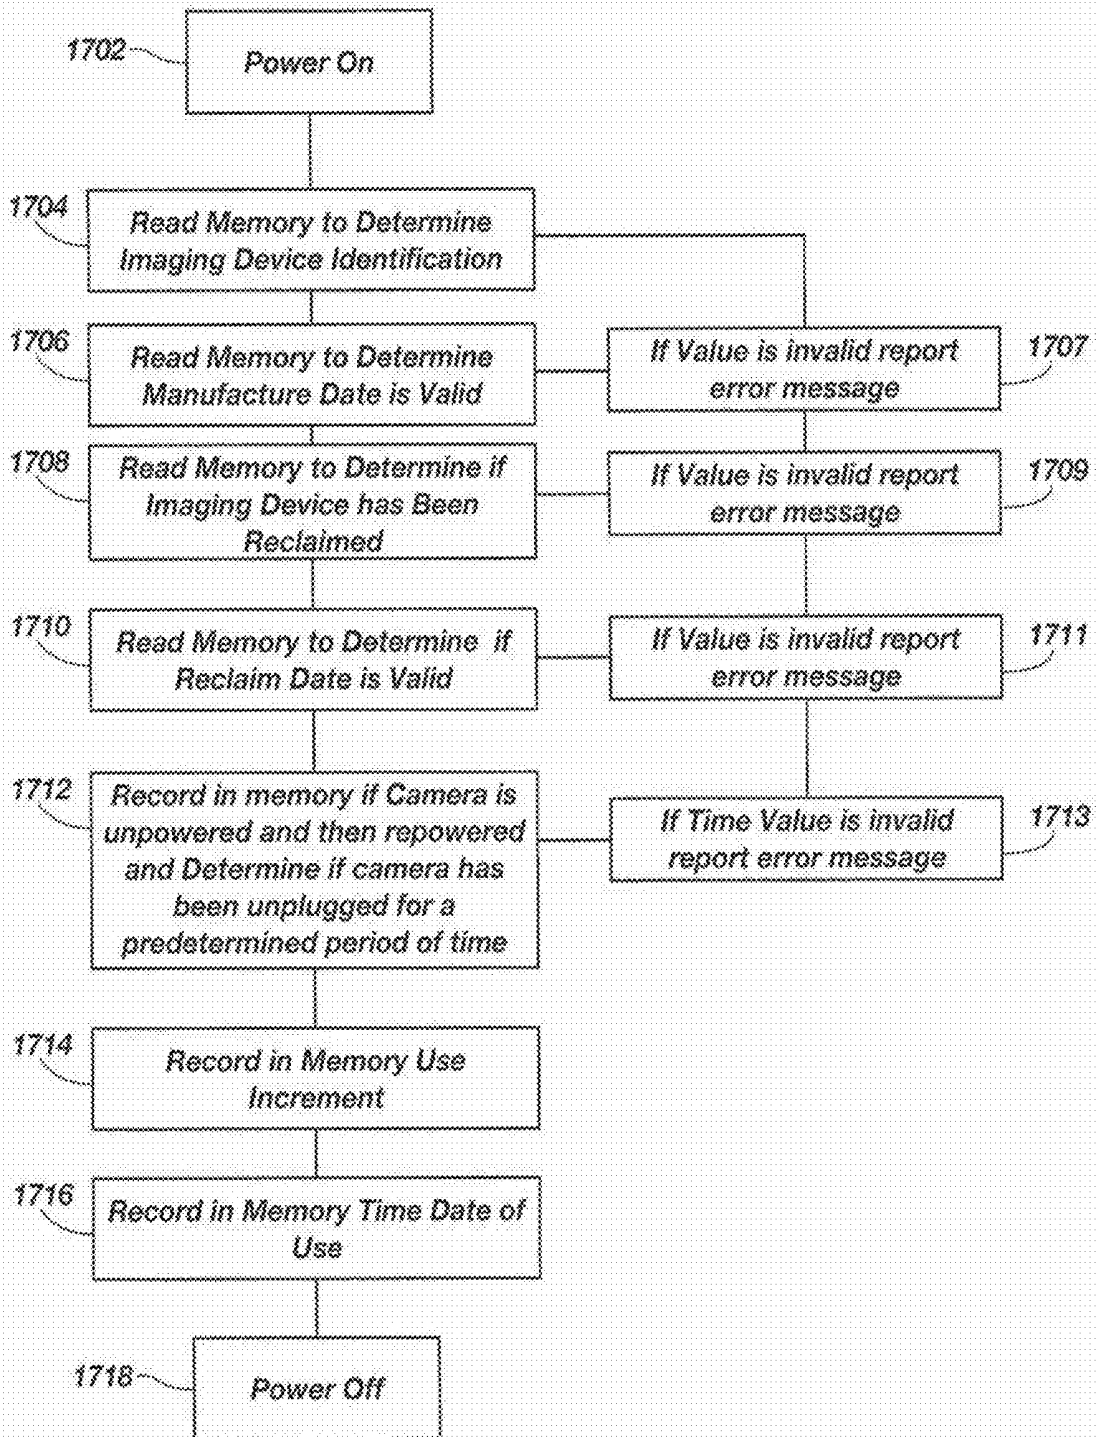 1702
Power On
1704
Read Memory to Determine
Imaging Device Identification
1706
Read Memory to Determine
Manufacture Date is Valid
If Value is invalid report
error message
1707
1708
Read Memory to Determine if
Imaging Device has Been
Reclaimed
If Value is invalid report
error message
1709
1710
Read Memory to Determine if
Reclaim Date is Valid
If Value is invalid report
error message
1711
1712
Record in memory if Camera is
unpowered and then repowered
and Determine if camera has
been unplugged for a
predetermined period of time
If Time Value is invalid
report error message
1713
1714
Record in Memory Use
Increment
1716
Record in Memory Time Date of
Use
1718
Power Off